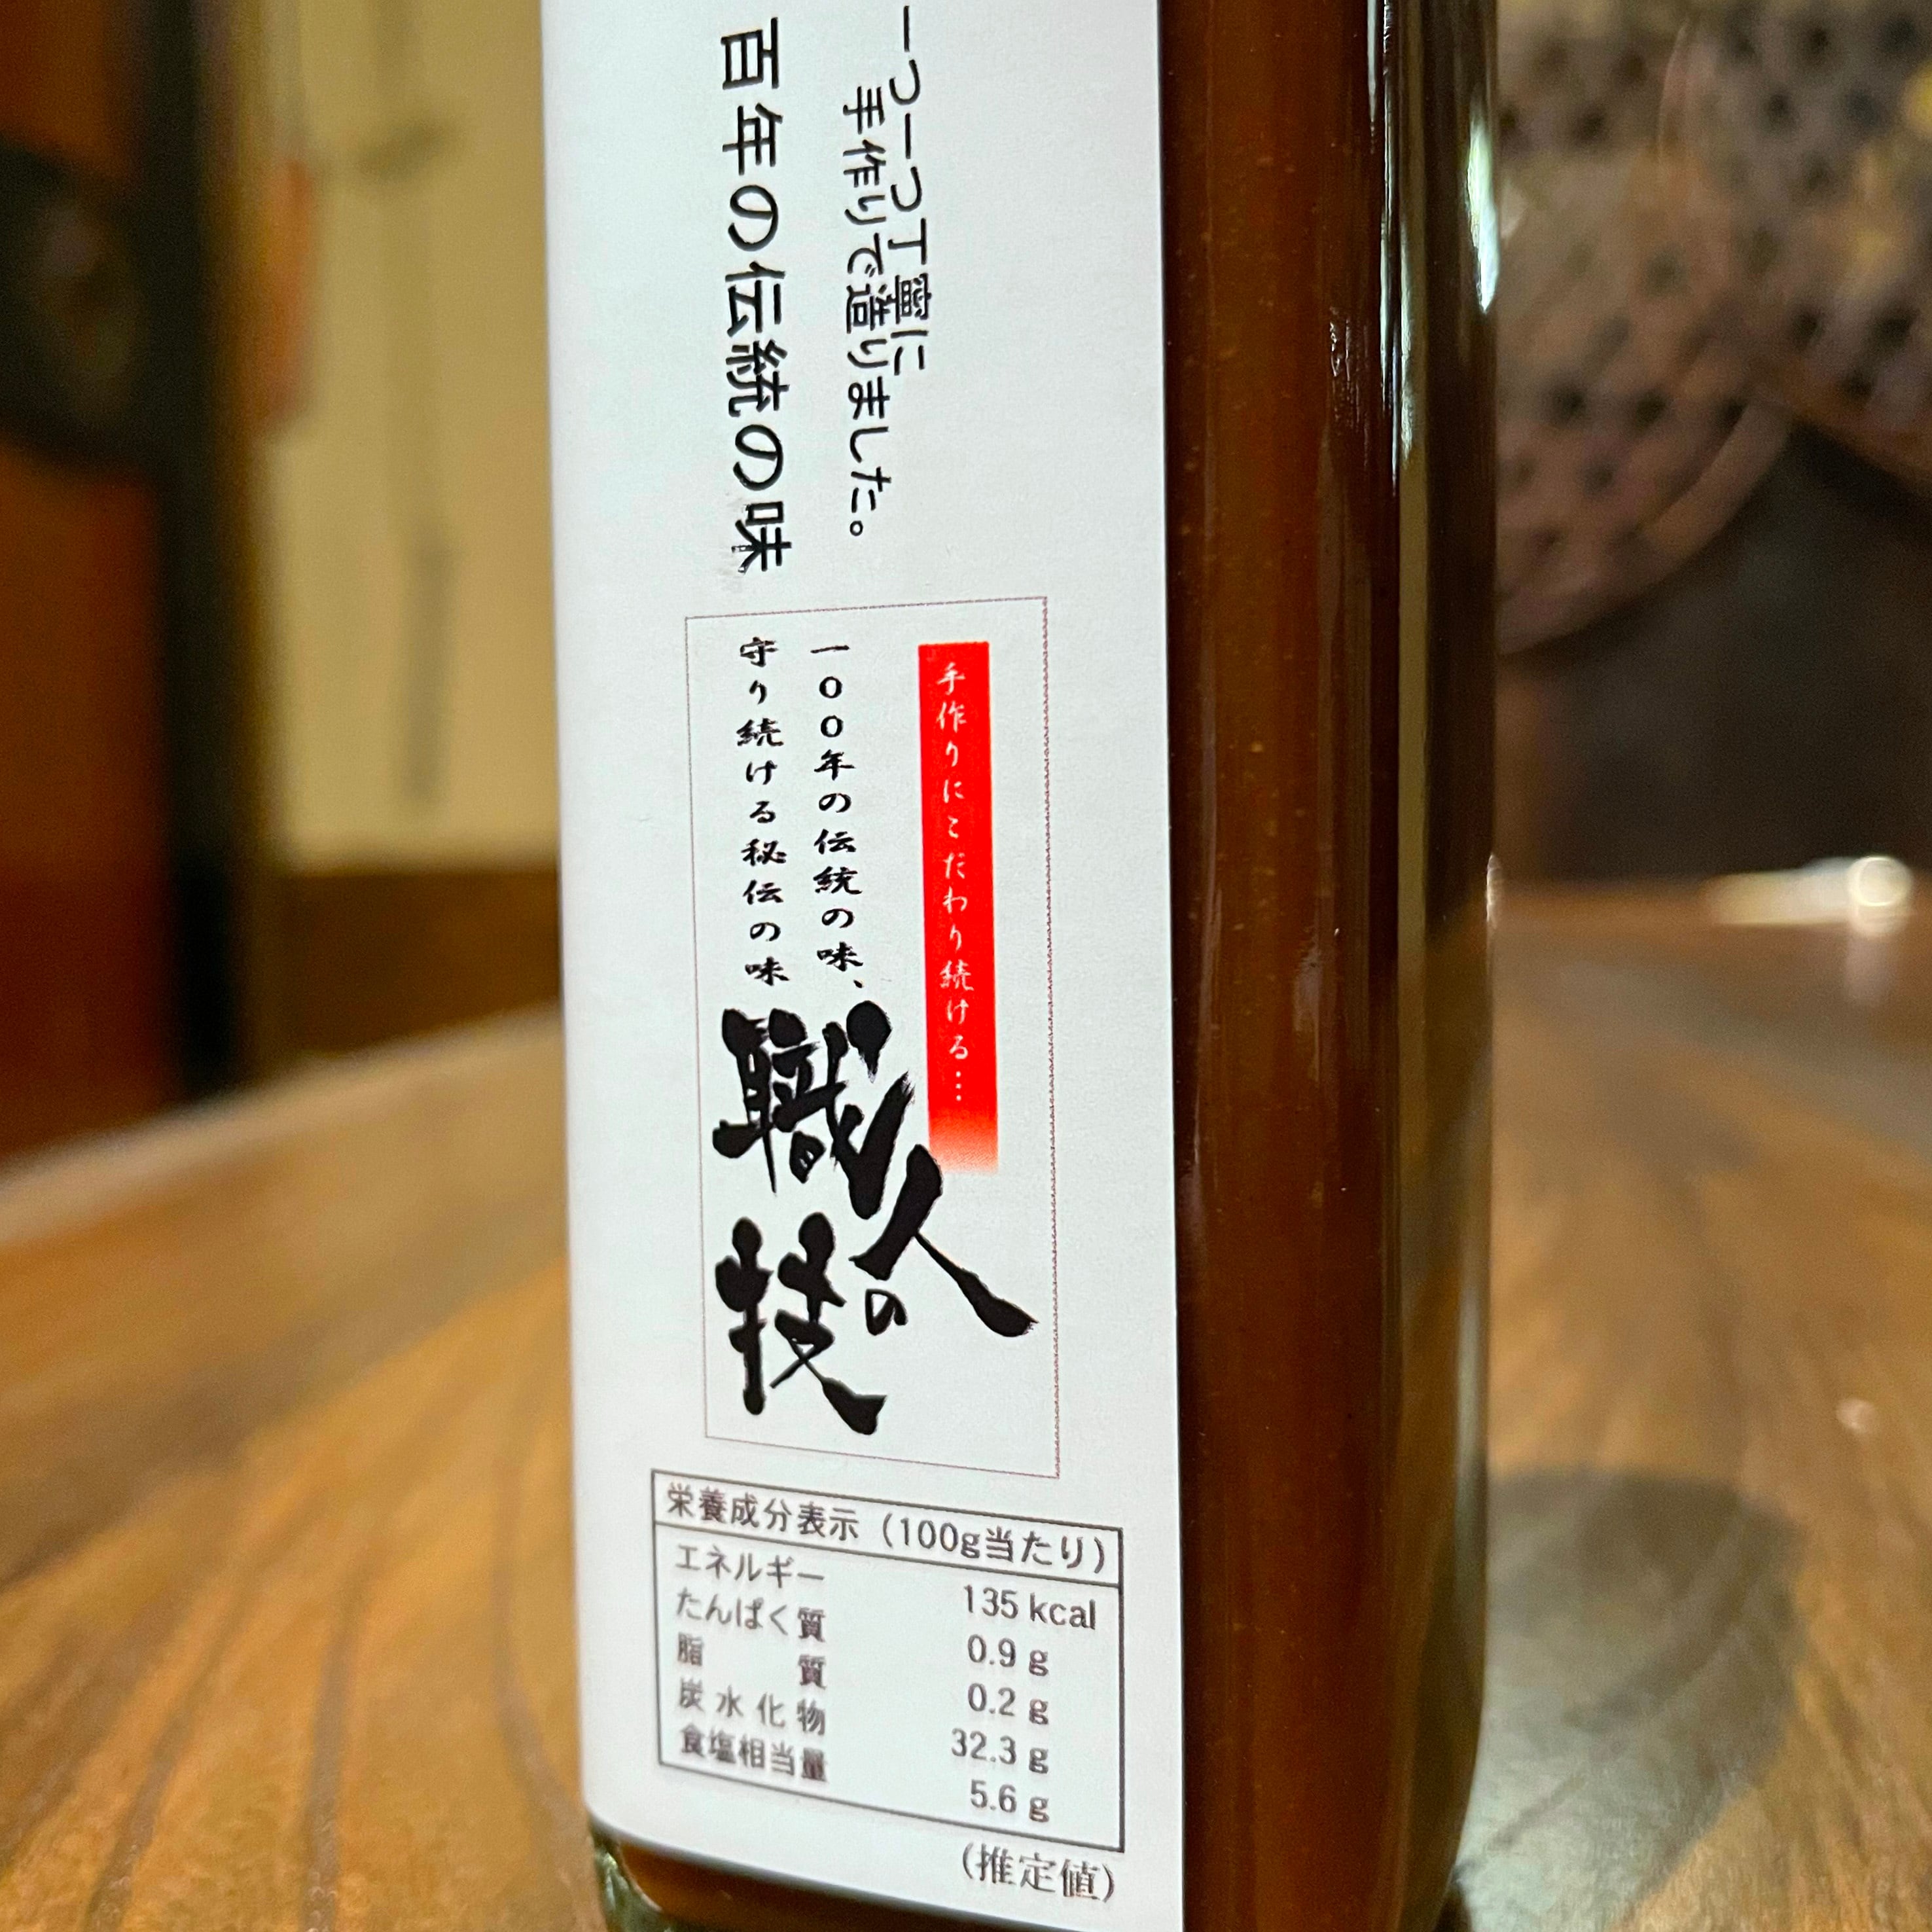 一つ一つ丁寧に
手作りで造りました。
百年の伝統の味
手作りにこだわり続ける…
一00年の伝統の味、
守り続ける秘伝の味
職人の
技
栄養成分表示(100g当たり)
エネルギー 135 kcal
たんぱく質 0.9 g
脂質 0.2 g
炭水化物 32.3 g
食塩相当量 5.6 g
(推定値)